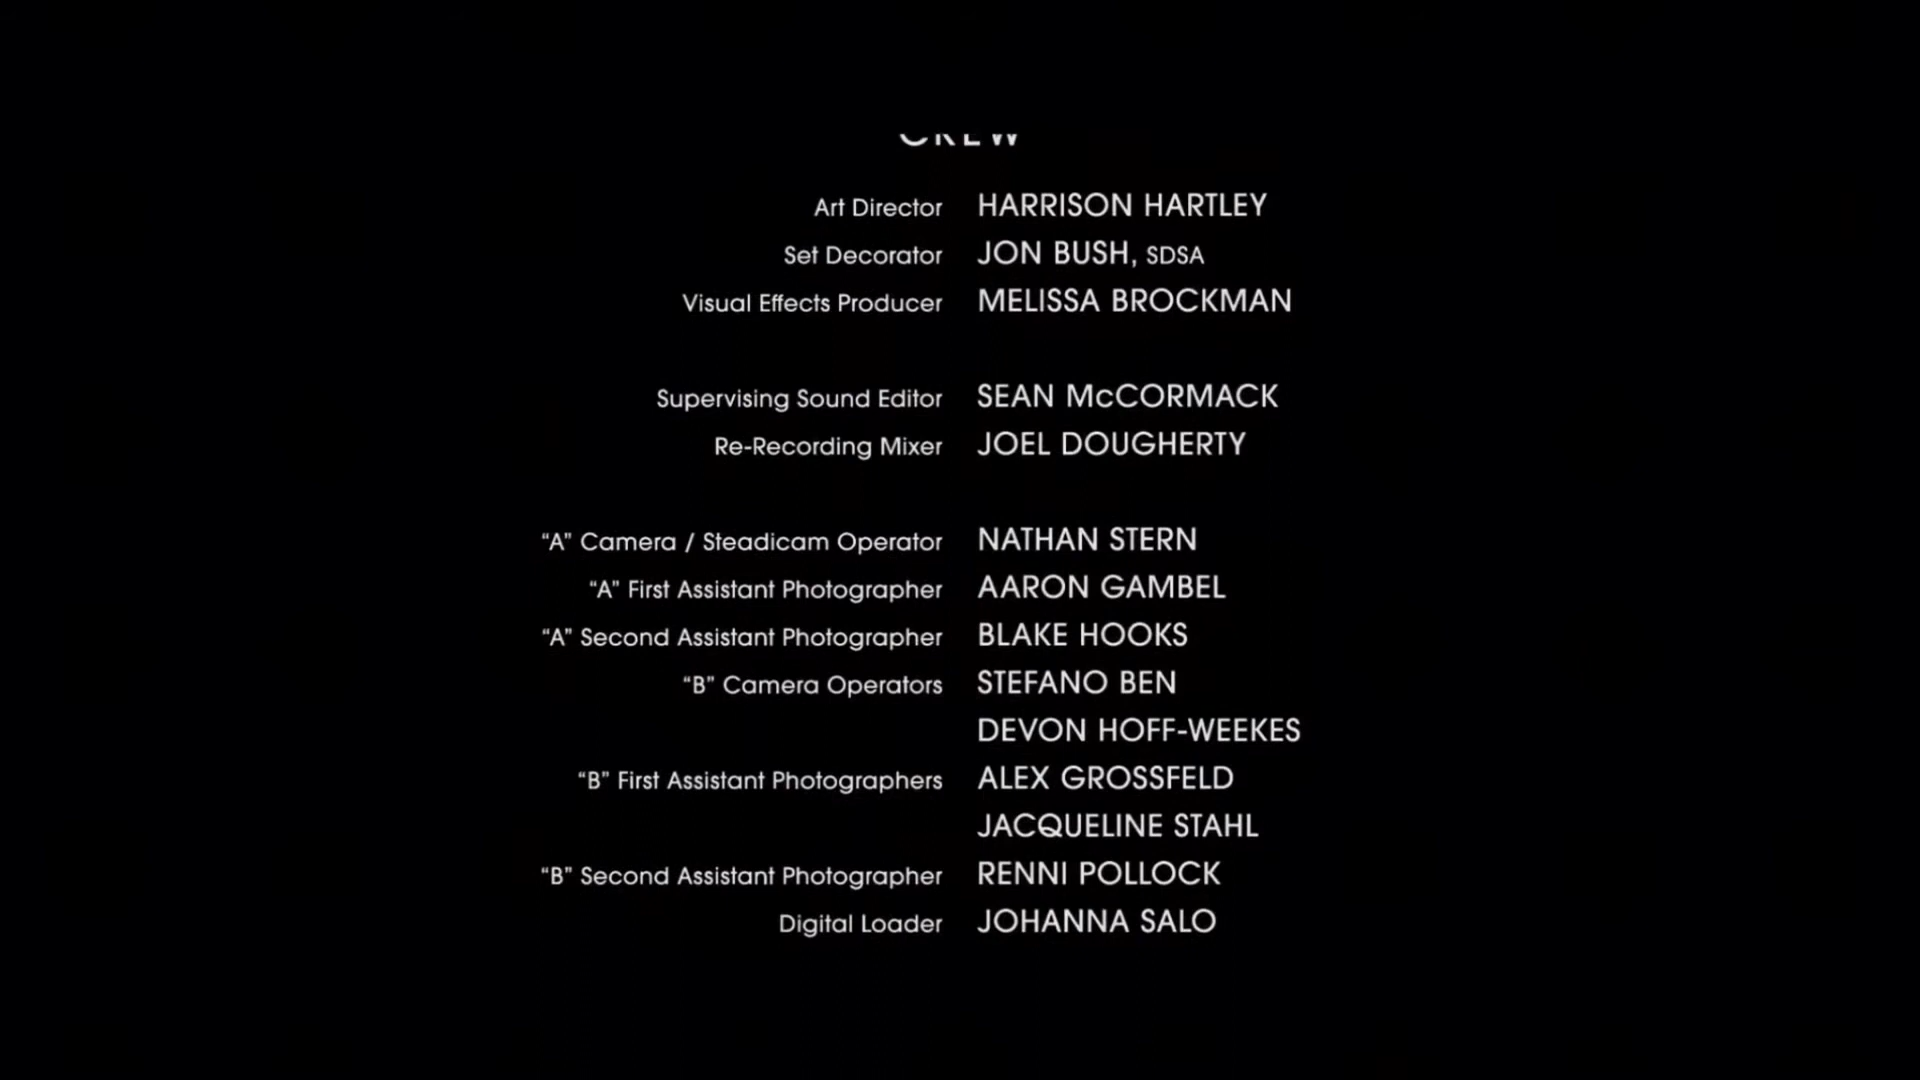 CREW
Art Director HARRISON HARTLEY
Set Decorator JON BUSH, SDSA
Visual Effects Producer MELISSA BROCKMAN
Supervising Sound Editor SEAN McCORMACK
Re-Recording Mixer JOEL DOUGHERTY
“A” Camera / Steadicam Operator NATHAN STERN
“A” First Assistant Photographer AARON GAMBEL
“A” Second Assistant Photographer BLAKE HOOKS
“B” Camera Operators STEFANO BEN
DEVON HOFF-WEEKES
“B” First Assistant Photographers ALEX GROSSFELD
JACQUELINE STAHL
“B” Second Assistant Photographer RENNI POLLOCK
Digital Loader JOHANNA SALO